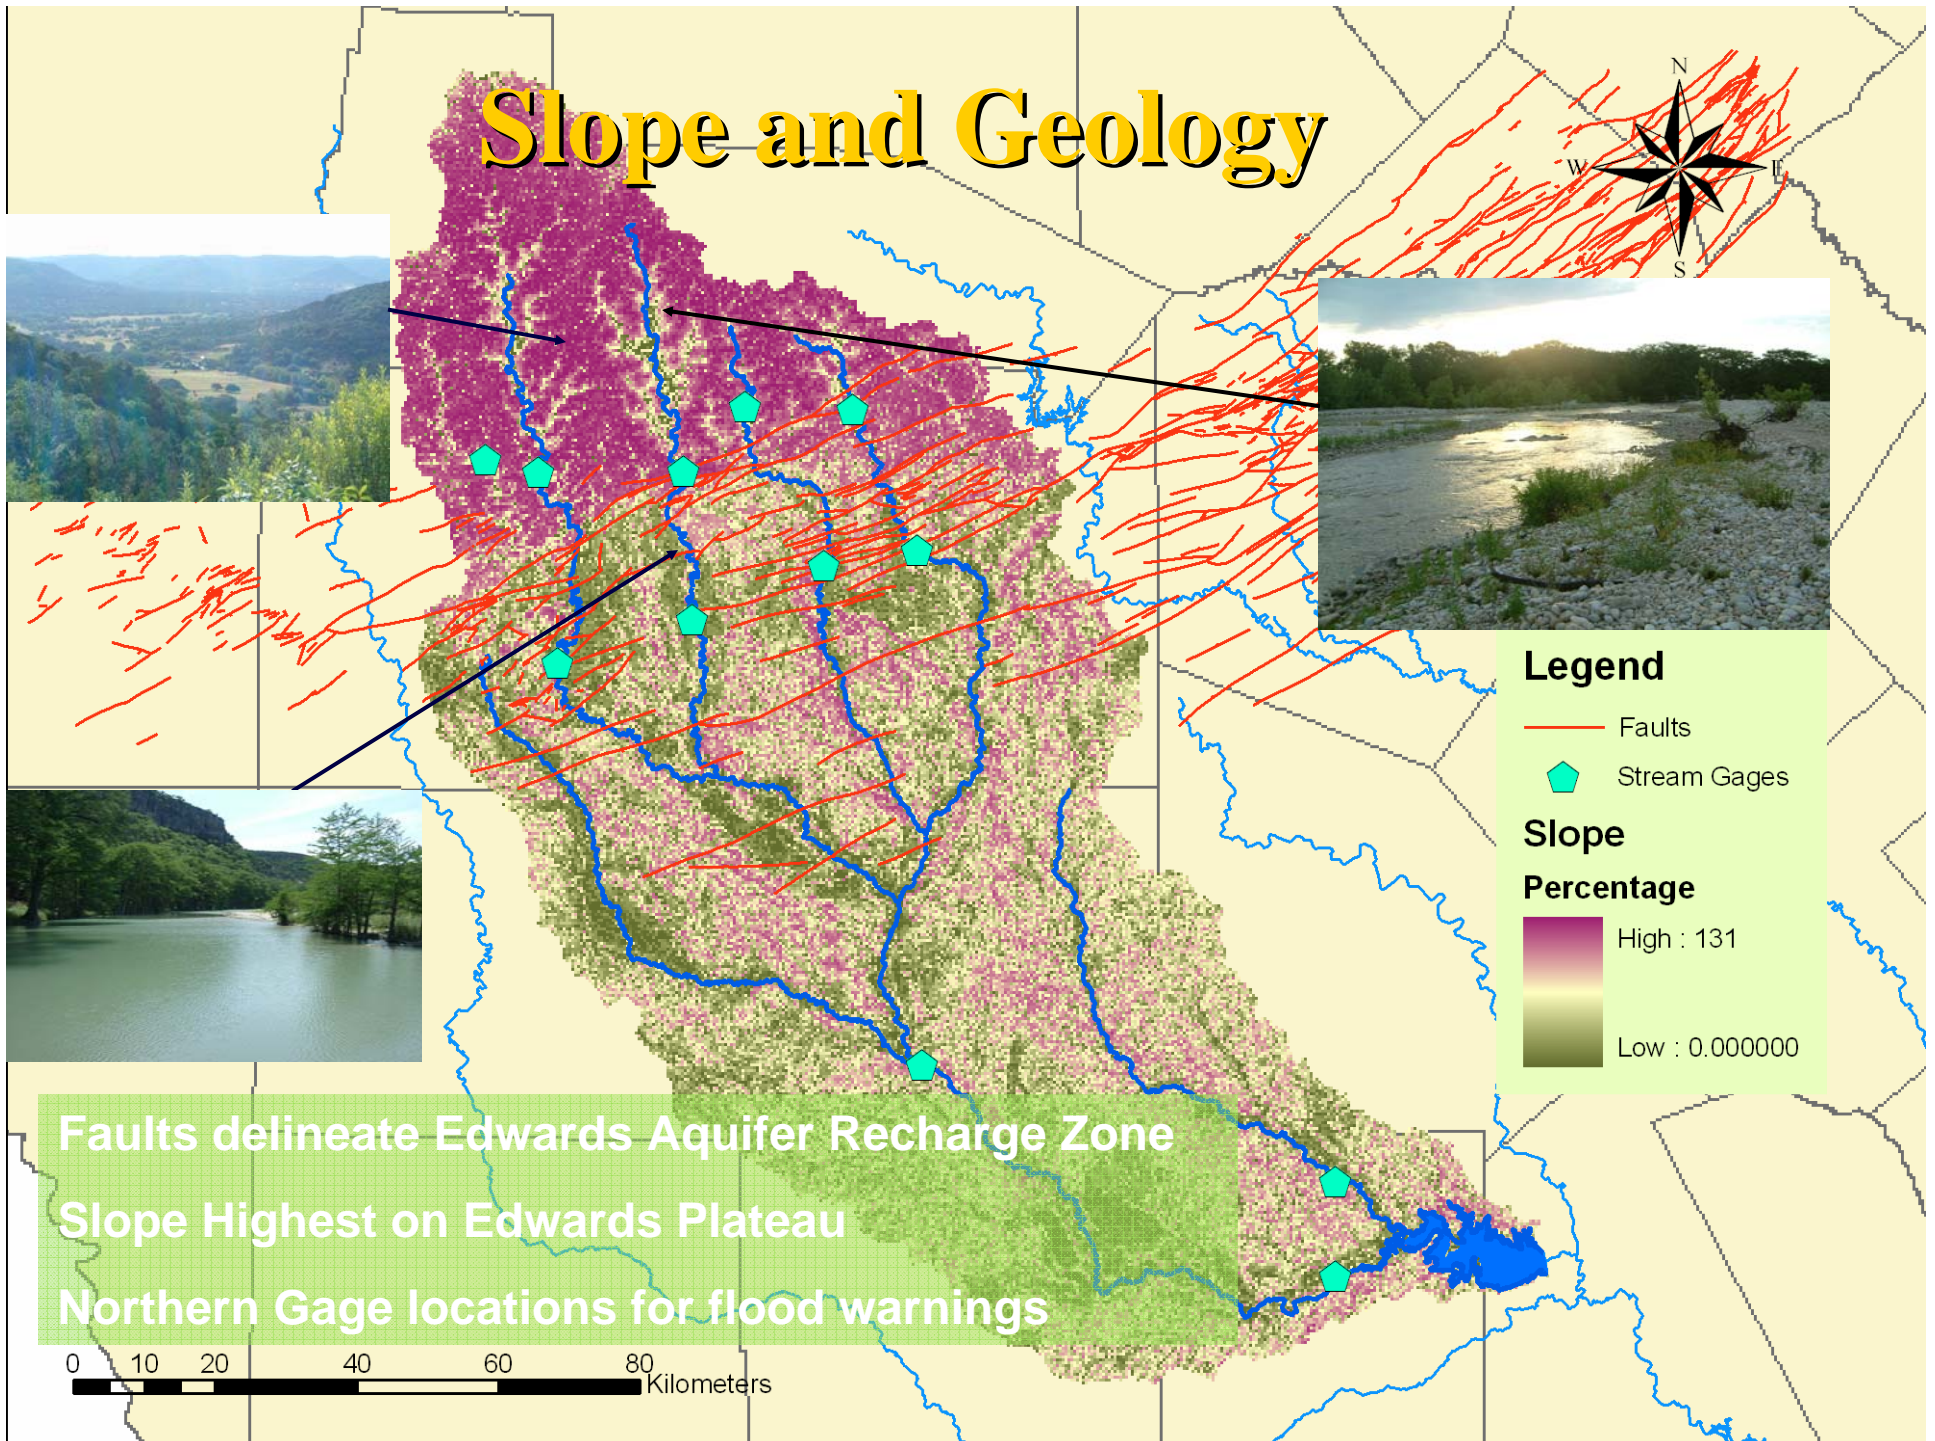 Slope and Geology
N
W
E
S
Legend
Faults
Stream Gages
Slope
Percentage
High : 131
Low : 0.000000
Faults delineate Edwards Aquifer Recharge Zone
Slope Highest on Edwards Plateau
Northern Gage locations for flood warnings
0 10 20 40 60 80
Kilometers